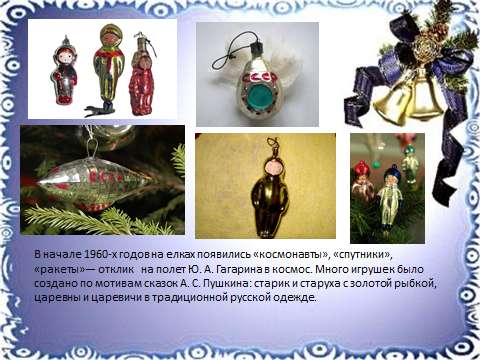 СССР
В начале 1960-х годов на елках появились «космонавты», «спутники»,
«ракеты»— отклик на полет Ю. А. Гагарина в космос. Много игрушек было
создано по мотивам сказок А. С. Пушкина: старик и старуха с золотой рыбкой,
царевны и царевичи в традиционной русской одежде.